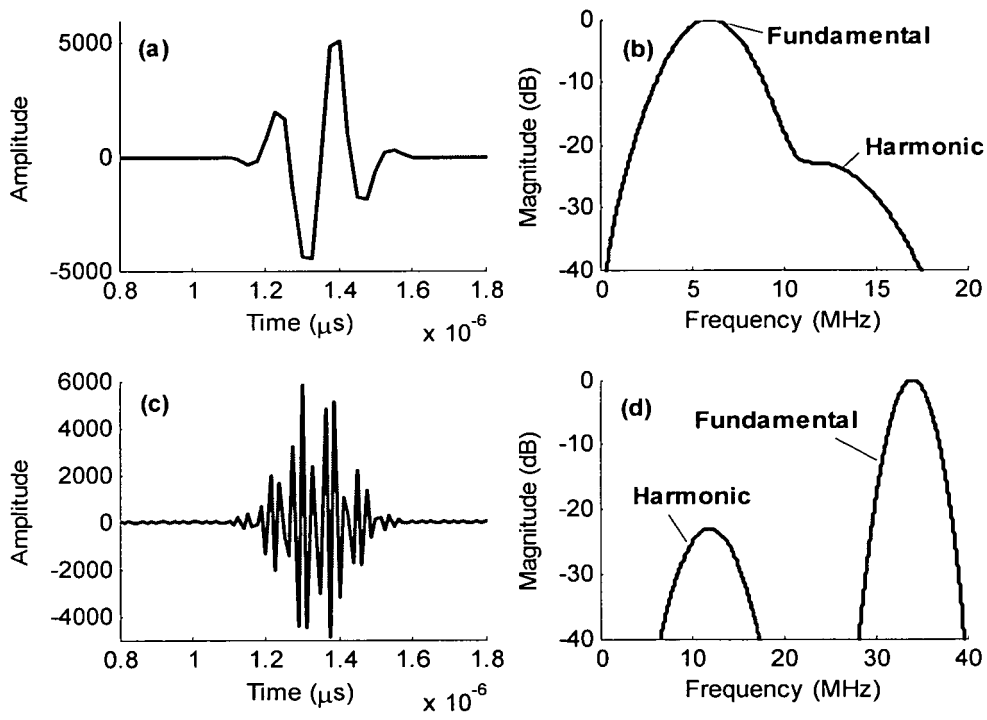 (a)
Amplitude
5000
0
-5000
0.8 1 1.2 1.4 1.6 1.8
Time (μs)
x 10-6
(b)
Magnitude (dB)
0
-10
-20
-30
-40
Fundamental
Harmonic
0 5 10 15 20
Frequency (MHz)
(c)
Amplitude
6000
4000
2000
0
-2000
-4000
0.8 1 1.2 1.4 1.6 1.8
Time (μs)
x 10-6
(d)
Magnitude (dB)
0
-10
-20
-30
-40
Fundamental
Harmonic
0 10 20 30 40
Frequency (MHz)